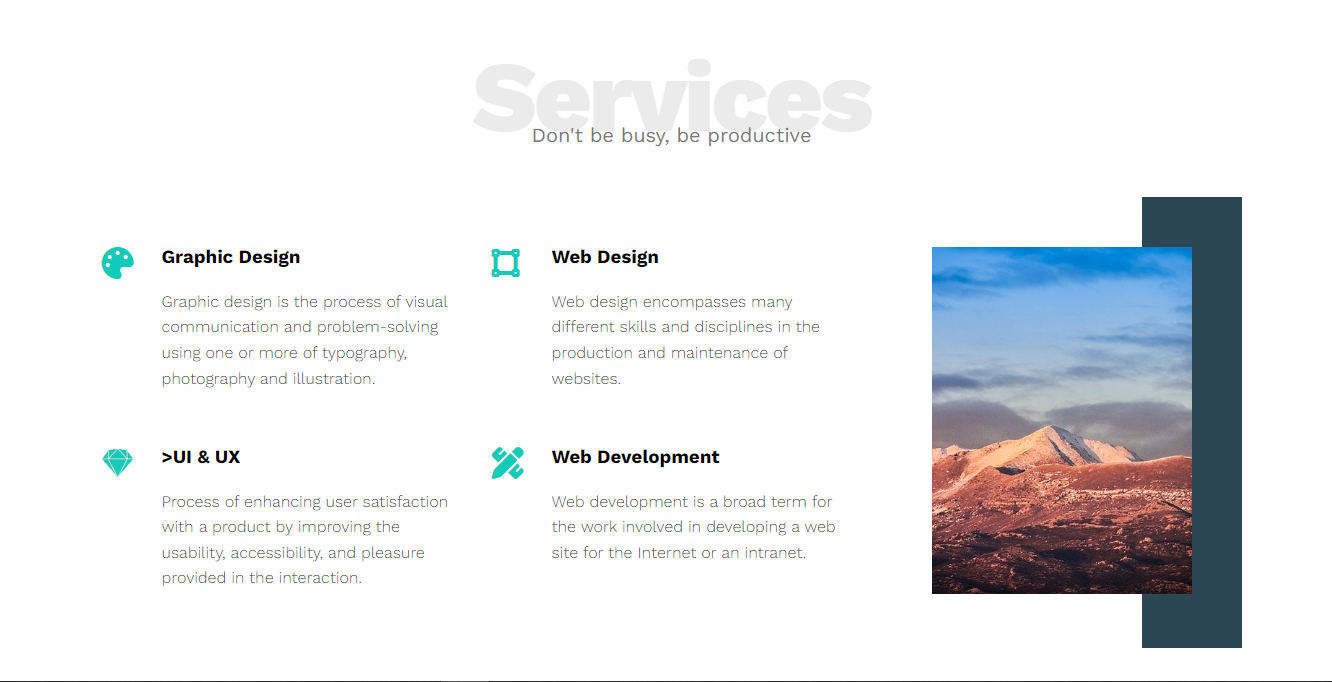 Services
Don't be busy, be productive
Graphic Design
Graphic design is the process of visual
communication and problem-solving
using one or more of typography,
photography and illustration.
Web Design
Web design encompasses many
different skills and disciplines in the
production and maintenance of
websites.
>UI & UX
Process of enhancing user satisfaction
with a product by improving the
usability, accessibility, and pleasure
provided in the interaction.
Web Development
Web development is a broad term for
the work involved in developing a web
site for the Internet or an intranet.